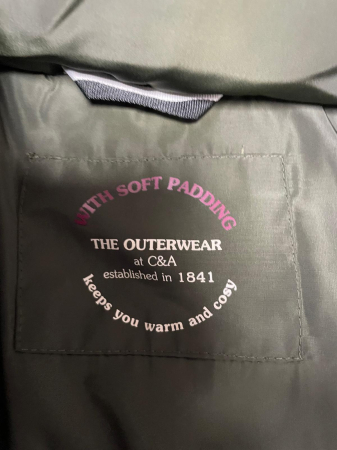 WITH SOFT PADDING
THE OUTERWEAR
at C&A
established in 1841
keeps you warm and cosy